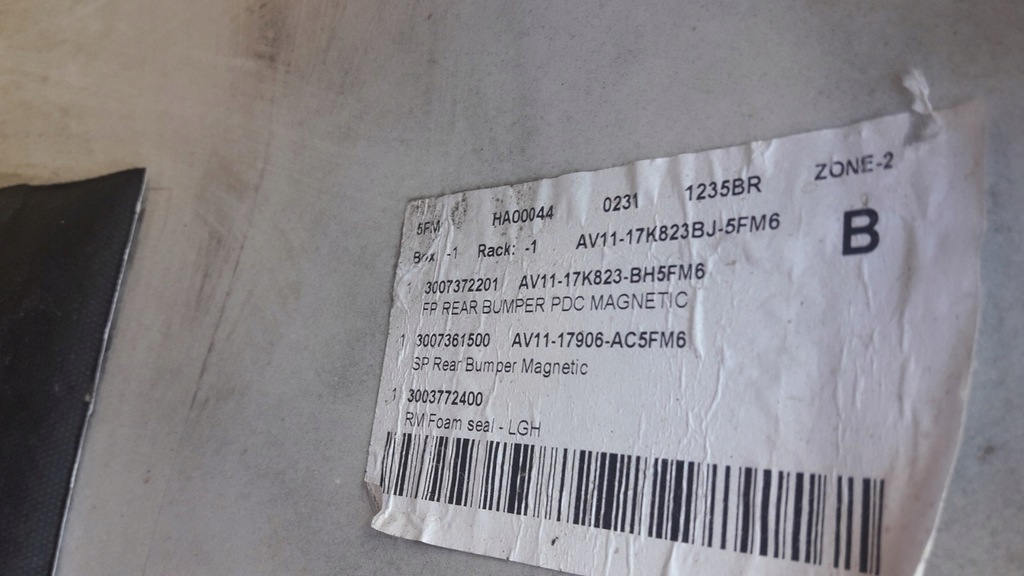 5FM HA00044 0231 1235BR ZONE-2
Box -1 Rack: -1 AV11-17K823BJ-5FM6 B
1 3007372201 AV11-17K823-BH5FM6
FP REAR BUMPER PDC MAGNETIC
1 3007361500 AV11-17906-AC5FM6
SP Rear Bumper Magnetic
1 3003772400
RM Foam seal - LGH